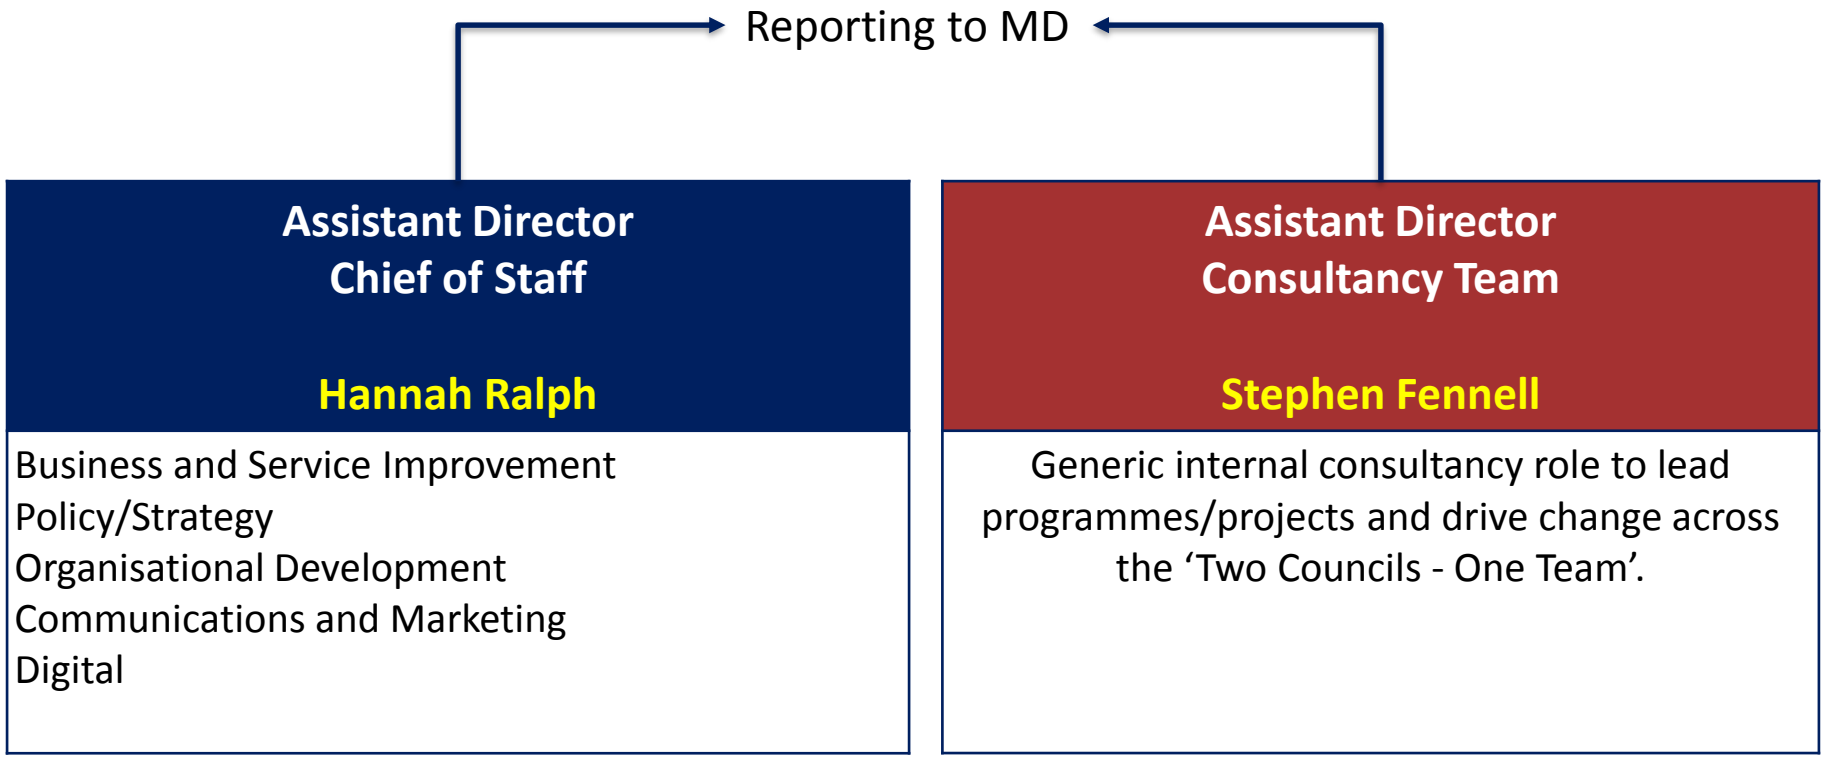 Reporting to MD
Assistant Director
Chief of Staff
Hannah Ralph
Business and Service Improvement
Policy/Strategy
Organisational Development
Communications and Marketing
Digital
Assistant Director
Consultancy Team
Stephen Fennell
Generic internal consultancy role to lead
programmes/projects and drive change across
the ‘Two Councils - One Team’.